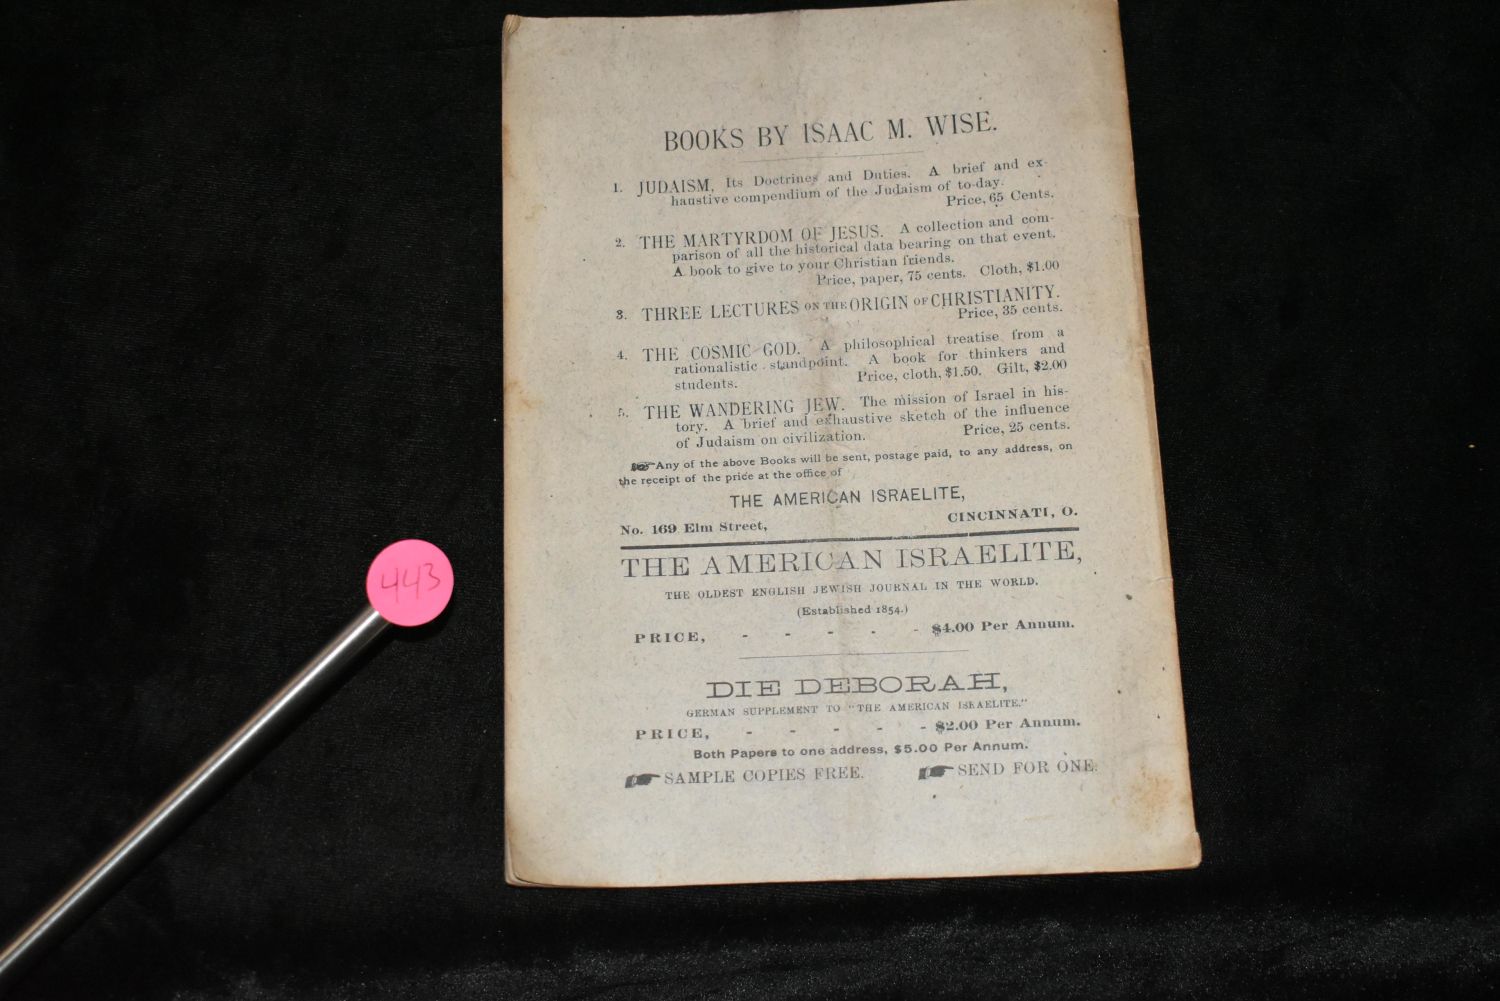 BOOKS BY ISAAC M. WISE.
1. JUDAISM, Its Doctrines and Duties. A brief and ex-
haustive compendium of the Judaism of to-day.
Price, 65 Cents.
2. THE MARTYRDOM OF JESUS. A collection and com-
parison of all the historical data bearing on that event.
A book to give to your Christian friends.
Price, paper, 75 cents. Cloth, $1.00
3. THREE LECTURES ON THE ORIGIN OF CHRISTIANITY.
Price, 35 cents.
4. THE COSMIC GOD. A philosophical treatise from a
rationalistic standpoint. A book for thinkers and
students. Price, cloth, $1.50. Gilt, $2.00
5. THE WANDERING JEW. The mission of Israel in his-
tory. A brief and exhaustive sketch of the influence
of Judaism on civilization. Price, 25 cents.
☛Any of the above Books will be sent, postage paid, to any address, on
the receipt of the price at the office of
THE AMERICAN ISRAELITE,
No. 169 Elm Street, CINCINNATI, O.
THE AMERICAN ISRAELITE,
THE OLDEST ENGLISH JEWISH JOURNAL IN THE WORLD.
(Established 1854.)
PRICE, - - - - - $4.00 Per Annum.
DIE DEBORAH,
GERMAN SUPPLEMENT TO "THE AMERICAN ISRAELITE."
PRICE, - - - - - $2.00 Per Annum.
Both Papers to one address, $5.00 Per Annum.
☛ SAMPLE COPIES FREE. ☛ SEND FOR ONE.
443